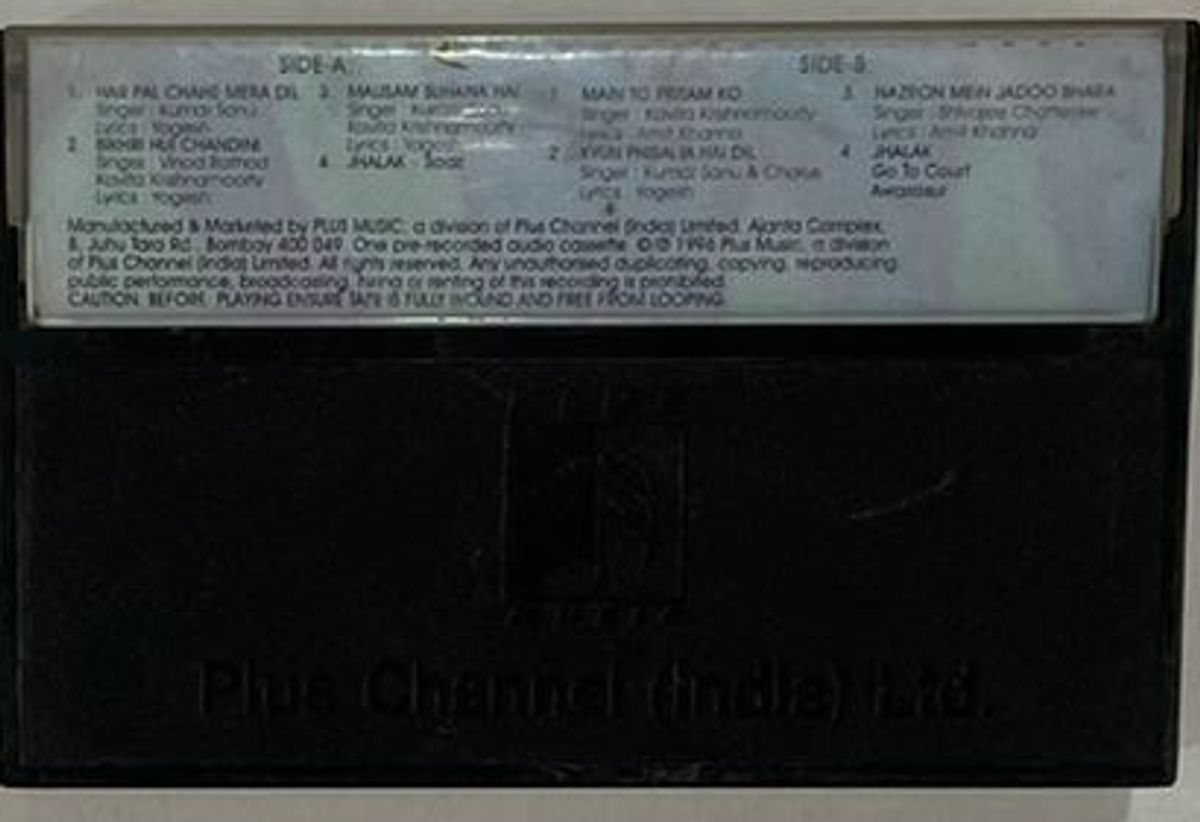 SIDE-A
1. HAR PAL CHAHE MERA DIL
Singer : Kumar Sanu
Lyrics : Yogesh
2. BIKHRI HUI CHANDINI
Singer : Vinod Rathod
Kavita Krishnamoorty
Lyrics : Yogesh
3. MAUSAM SUHANA HAI
Singer :
Kavita Krishnamoorty
Lyrics : Yogesh
4. JHALAK -
SIDE-B
1. MAIN TO PRITAM KO
Singer : Kavita Krishnamoorty
Lyrics : Amit Khanna
2. KYUN PHISALTA HAI DIL
Singer : Kumar Sanu & Chorus
Lyrics : Yogesh
3. NAZRON MEIN JADOO BHARA
Singer : Chatterjee
Lyrics : Amit Khanna
4. JHALAK
Go To Court
Manufactured & Marketed by PLUS MUSIC, a division of Plus Channel (India) Limited. Ajanta Complex,
8, Juhu Tara Rd., Bombay 400 049. One pre-recorded audio cassette. © ℗ 1996 Plus Music, a division
of Plus Channel (India) Limited. All rights reserved. Any unauthorised duplicating, copying, reproducing
public performance, broadcasting, hiring or renting of this recording is prohibited.
CAUTION. BEFORE PLAYING ENSURE TAPE IS FULLY WOUND AND FREE FROM LOOPING.
Plus Channel (India) Ltd.